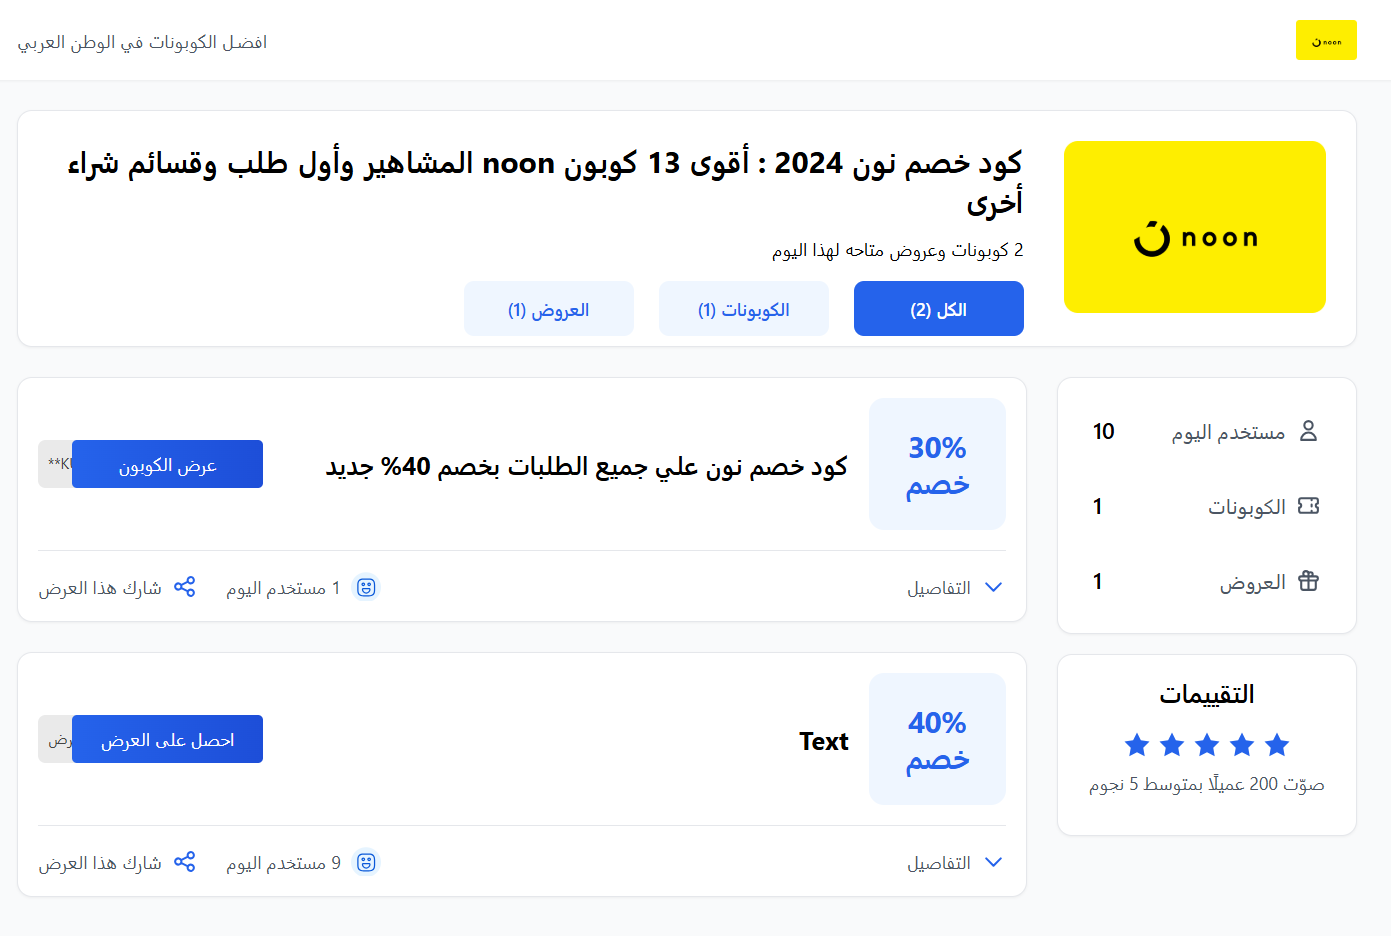 noon
افضل الكوبونات في الوطن العربي
noon
كود خصم نون 2024 : أقوى 13 كوبون noon المشاهير وأول طلب وقسائم شراء
أخرى
2 كوبونات وعروض متاحه لهذا اليوم
الكل (2)
الكوبونات (1)
العروض (1)
مستخدم اليوم 10
الكوبونات 1
العروض 1
التقييمات
صوّت 200 عميلًا بمتوسط 5 نجوم
30%
خصم
كود خصم نون علي جميع الطلبات بخصم 40% جديد
عرض الكوبون
التفاصيل
1 مستخدم اليوم
شارك هذا العرض
40%
خصم
Text
احصل على العرض
التفاصيل
9 مستخدم اليوم
شارك هذا العرض